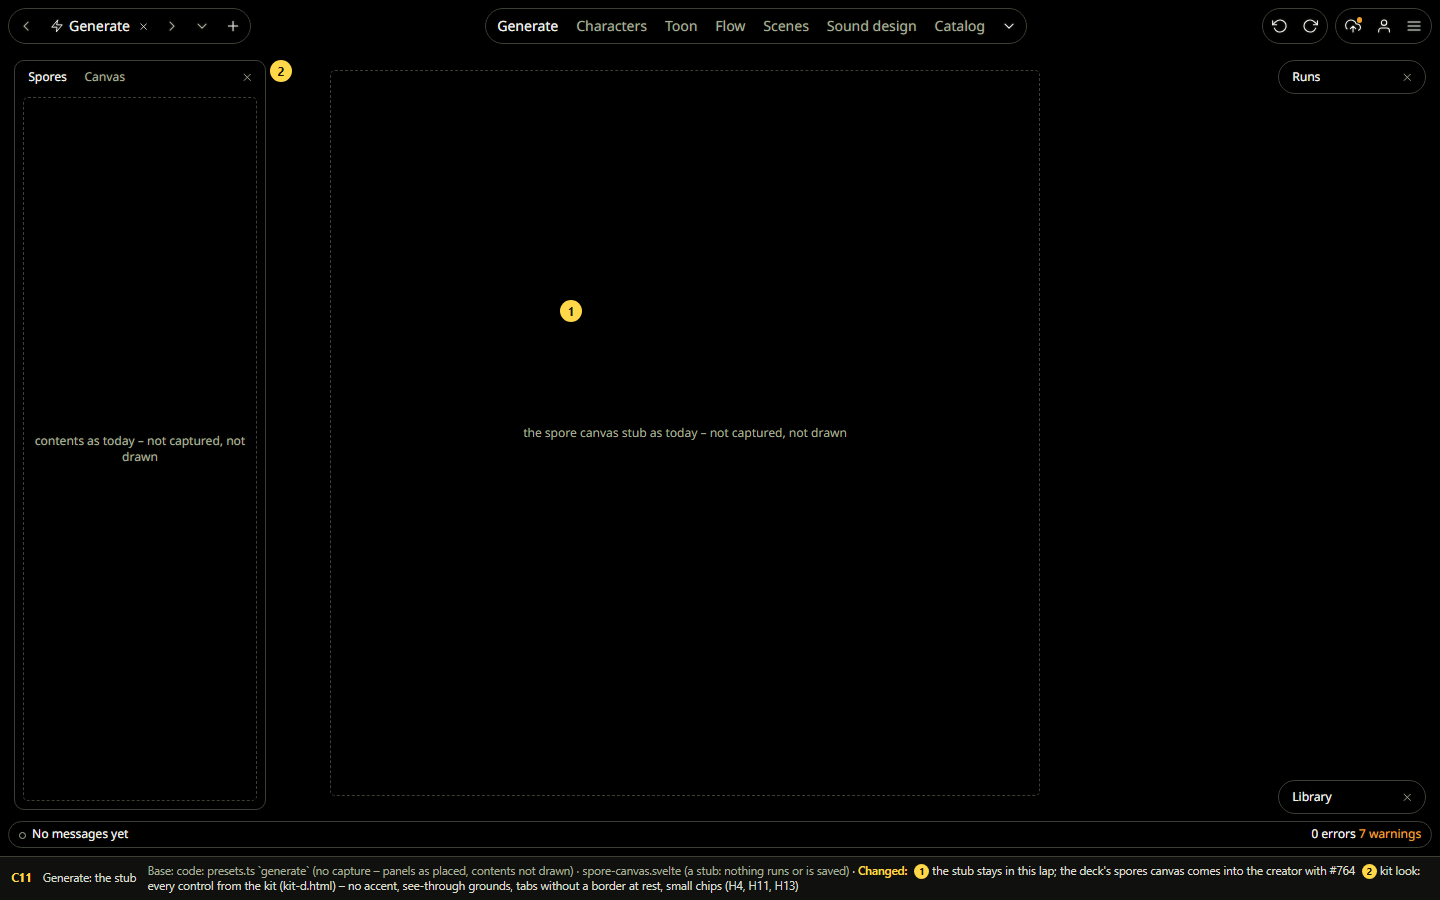 Generate
Generate Characters Toon Flow Scenes Sound design Catalog
Spores Canvas
2
Runs
1
the spore canvas stub as today – not captured, not drawn
contents as today – not captured, not
drawn
Library
No messages yet
0 errors 7 warnings
C11 Generate: the stub
Base: code: presets.ts `generate` (no capture – panels as placed, contents not drawn) · spore-canvas.svelte (a stub: nothing runs or is saved) · Changed: 1 the stub stays in this lap; the deck's spores canvas comes into the creator with #764 2 kit look:
every control from the kit (kit-d.html) – no accent, see-through grounds, tabs without a border at rest, small chips (H4, H11, H13)